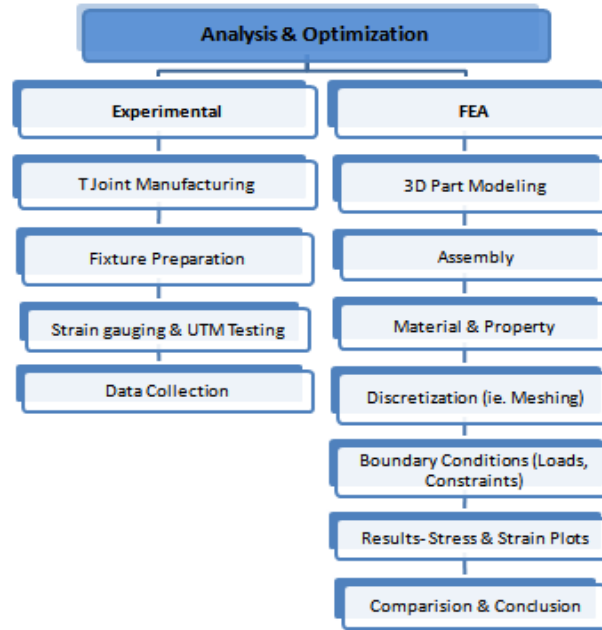 Analysis & Optimization
Experimental
FEA
T Joint Manufacturing
3D Part Modeling
Fixture Preparation
Assembly
Strain gauging & UTM Testing
Material & Property
Data Collection
Discretization (ie. Meshing)
Boundary Conditions (Loads,
Constraints)
Results- Stress & Strain Plots
Comparision & Conclusion